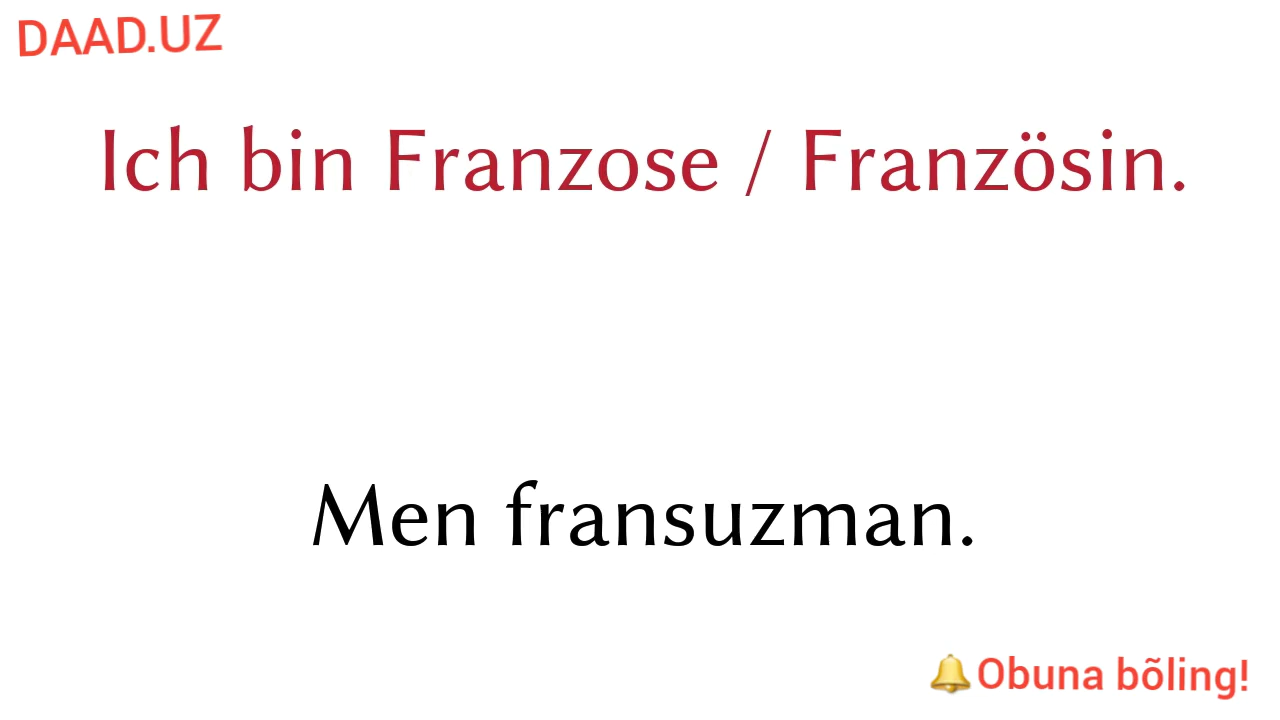 DAAD.UZ
Ich bin Franzose / Französin.
Men fransuzman.
🔔Obuna bõling!